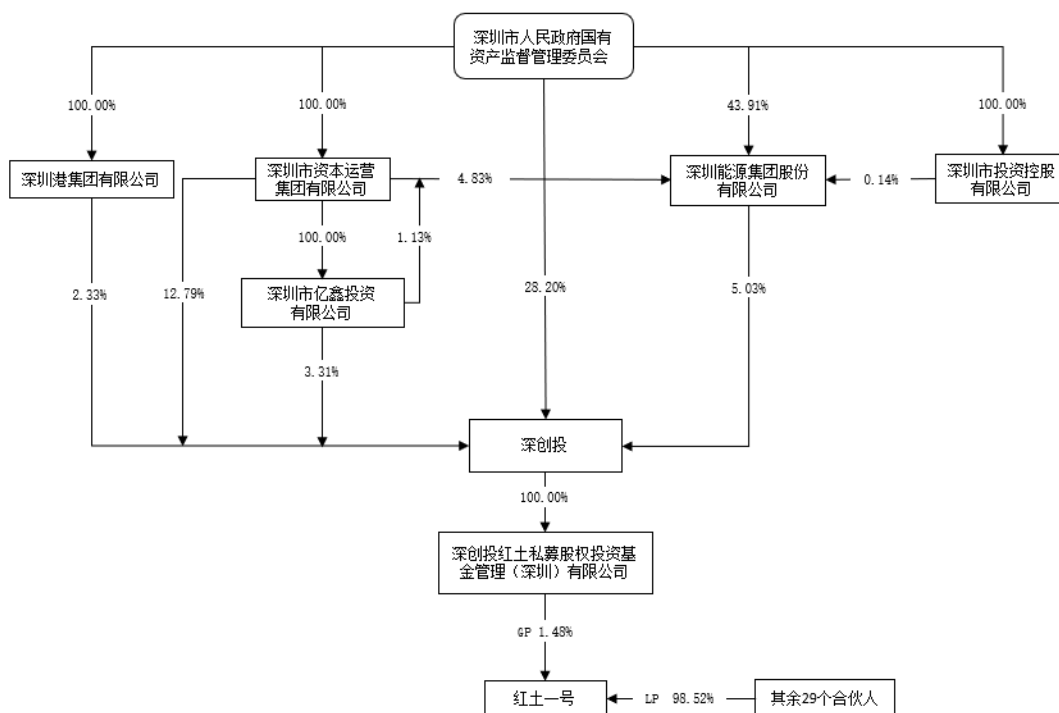 深圳市人民政府国有
资产监督管理委员会
100.00%
100.00%
43.91%
100.00%
深圳港集团有限公司
深圳市资本运营
集团有限公司
4.83%
深圳能源集团股份
有限公司
0.14%
深圳市投资控股
有限公司
100.00%
1.13%
2.33%
12.79%
深圳市亿鑫投资
有限公司
28.20%
5.03%
3.31%
深创投
100.00%
深创投红土私募股权投资基
金管理（深圳）有限公司
GP 1.48%
红土一号
LP 98.52%
其余29个合伙人